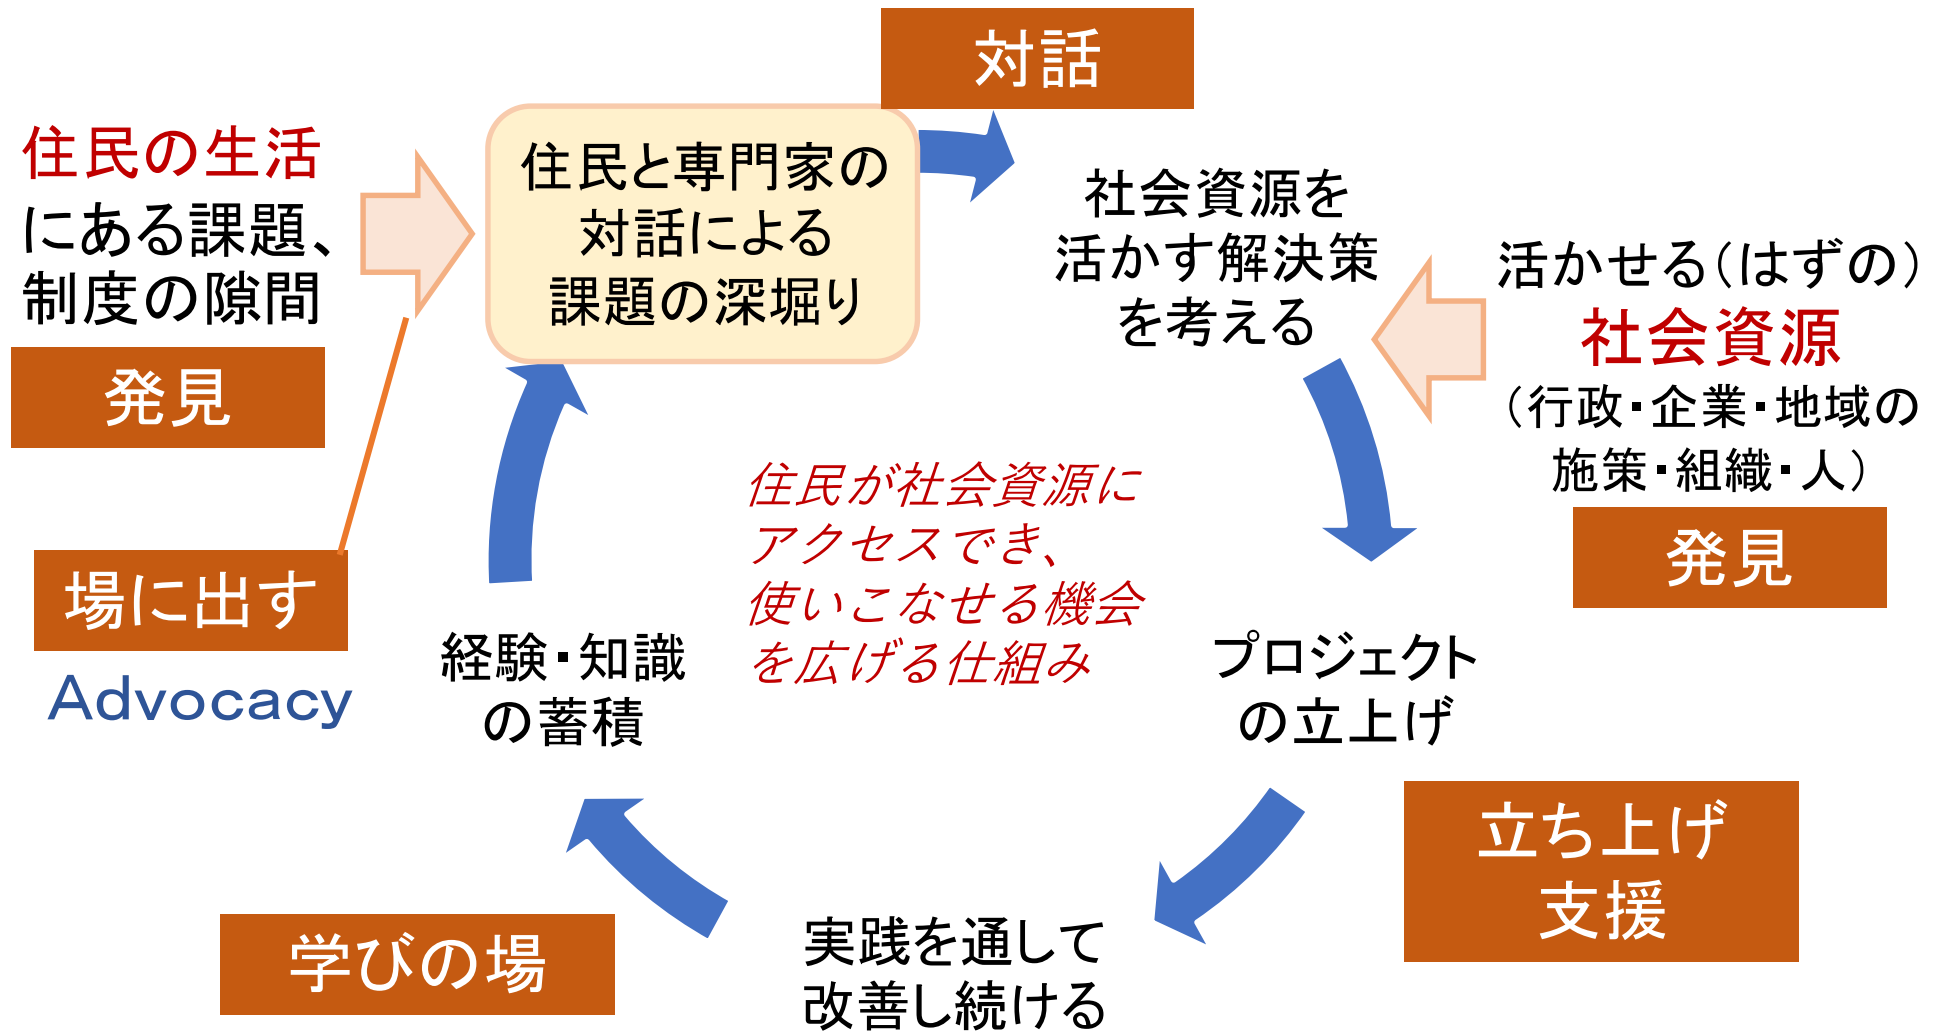 対話
住民の生活
にある課題、
制度の隙間
発見
住民と専門家の
対話による
課題の深堀り
社会資源を
活かす解決策
を考える
活かせる（はずの）
社会資源
（行政・企業・地域の
施策・組織・人）
発見
場に出す
Advocacy
住民が社会資源に
アクセスでき、
使いこなせる機会
を広げる仕組み
経験・知識
の蓄積
プロジェクト
の立上げ
立ち上げ
支援
学びの場
実践を通して
改善し続ける